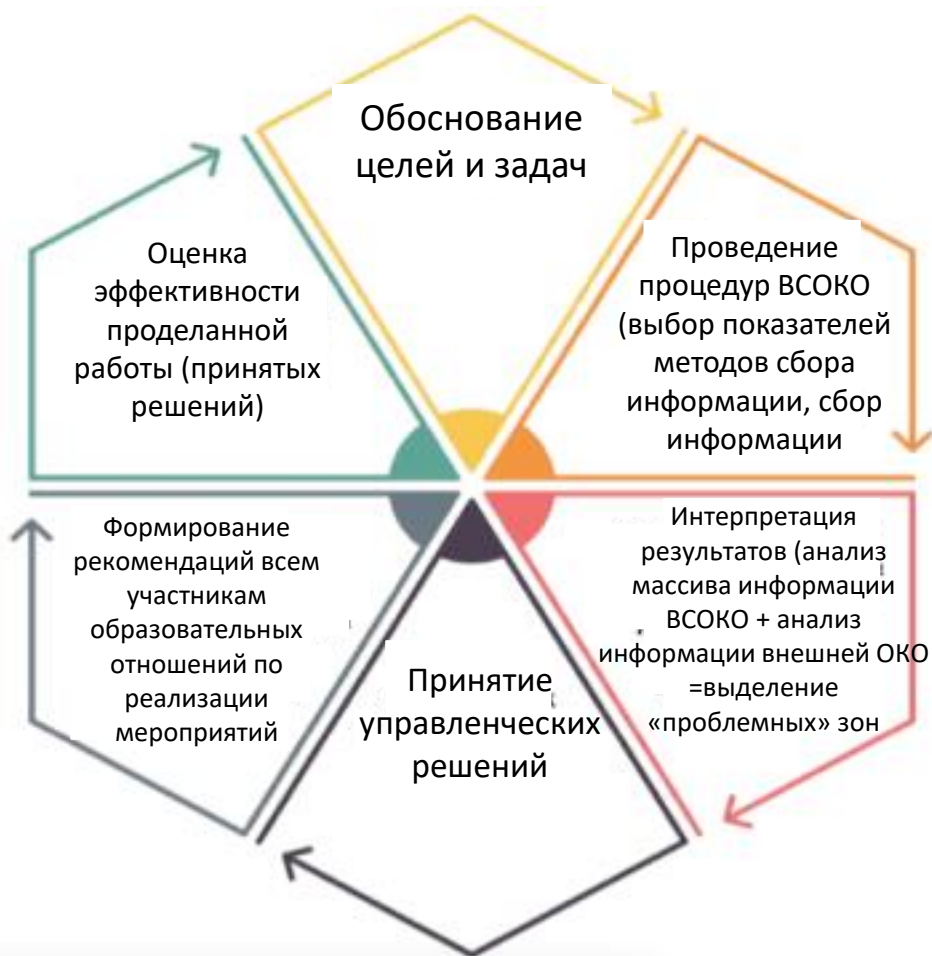 Обоснование
целей и задач
Проведение
процедур ВСОКО
(выбор показателей
методов сбора
информации, сбор
информации
Интерпретация
результатов (анализ
массива информации
ВСОКО + анализ
информации внешней ОКО
=выделение
«проблемных» зон
Принятие
управленческих
решений
Формирование
рекомендаций всем
участникам
образовательных
отношений по
реализации
мероприятий
Оценка
эффективности
проделанной
работы (принятых
решений)